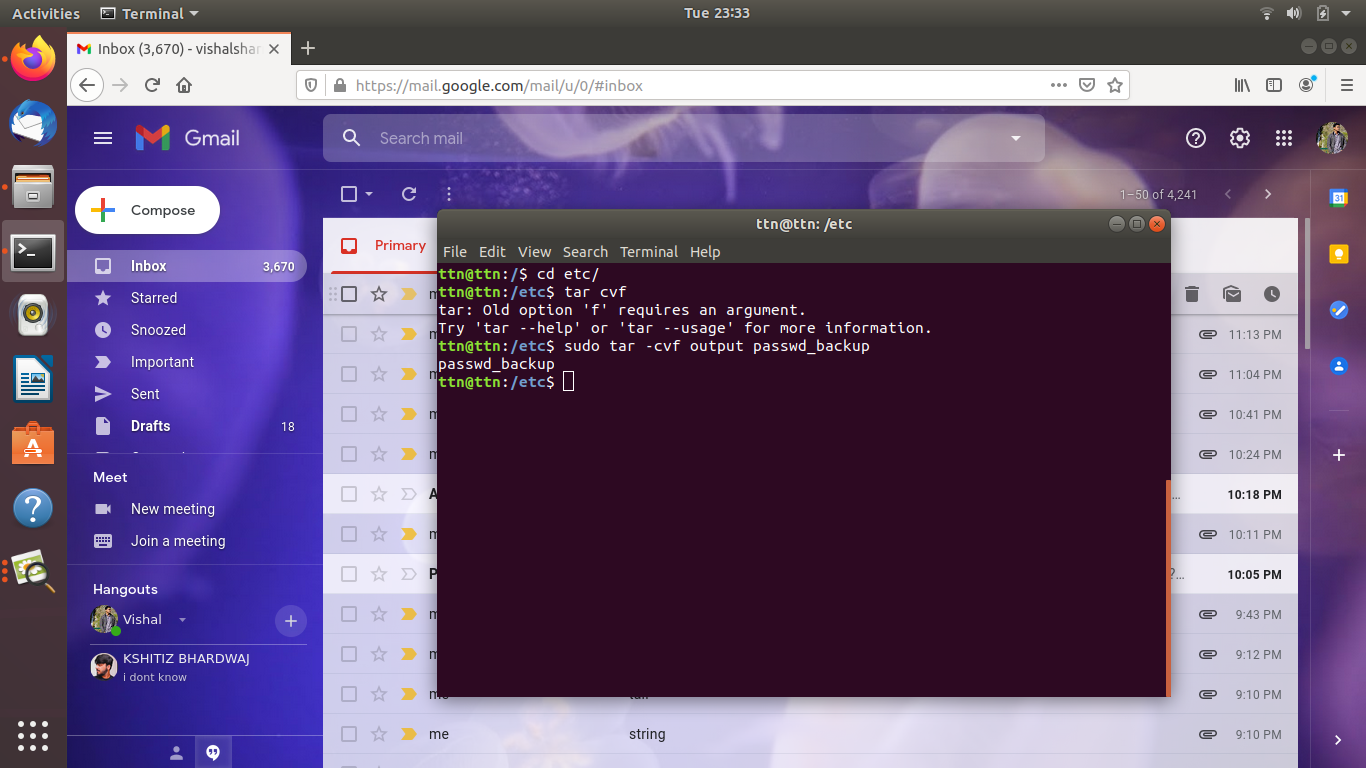 Activities Terminal Tue 23:33
Inbox (3,670) - vishalshar
https://mail.google.com/mail/u/0/#inbox
Gmail
Search mail
Compose
1–50 of 4,241
Inbox 3,670
Starred
Snoozed
Important
Sent
Drafts 18
Meet
New meeting
Join a meeting
Hangouts
Vishal
KSHITIZ BHARDWAJ
i dont know
Primary
ttn@ttn: /etc
File Edit View Search Terminal Help
ttn@ttn:/$ cd etc/
ttn@ttn:/etc$ tar cvf
tar: Old option 'f' requires an argument.
Try 'tar --help' or 'tar --usage' for more information.
ttn@ttn:/etc$ sudo tar -cvf output passwd_backup
passwd_backup
ttn@ttn:/etc$
11:13 PM
11:04 PM
10:41 PM
10:24 PM
10:18 PM
10:11 PM
10:05 PM
9:43 PM
9:12 PM
me 9:10 PM
me string 9:10 PM
31